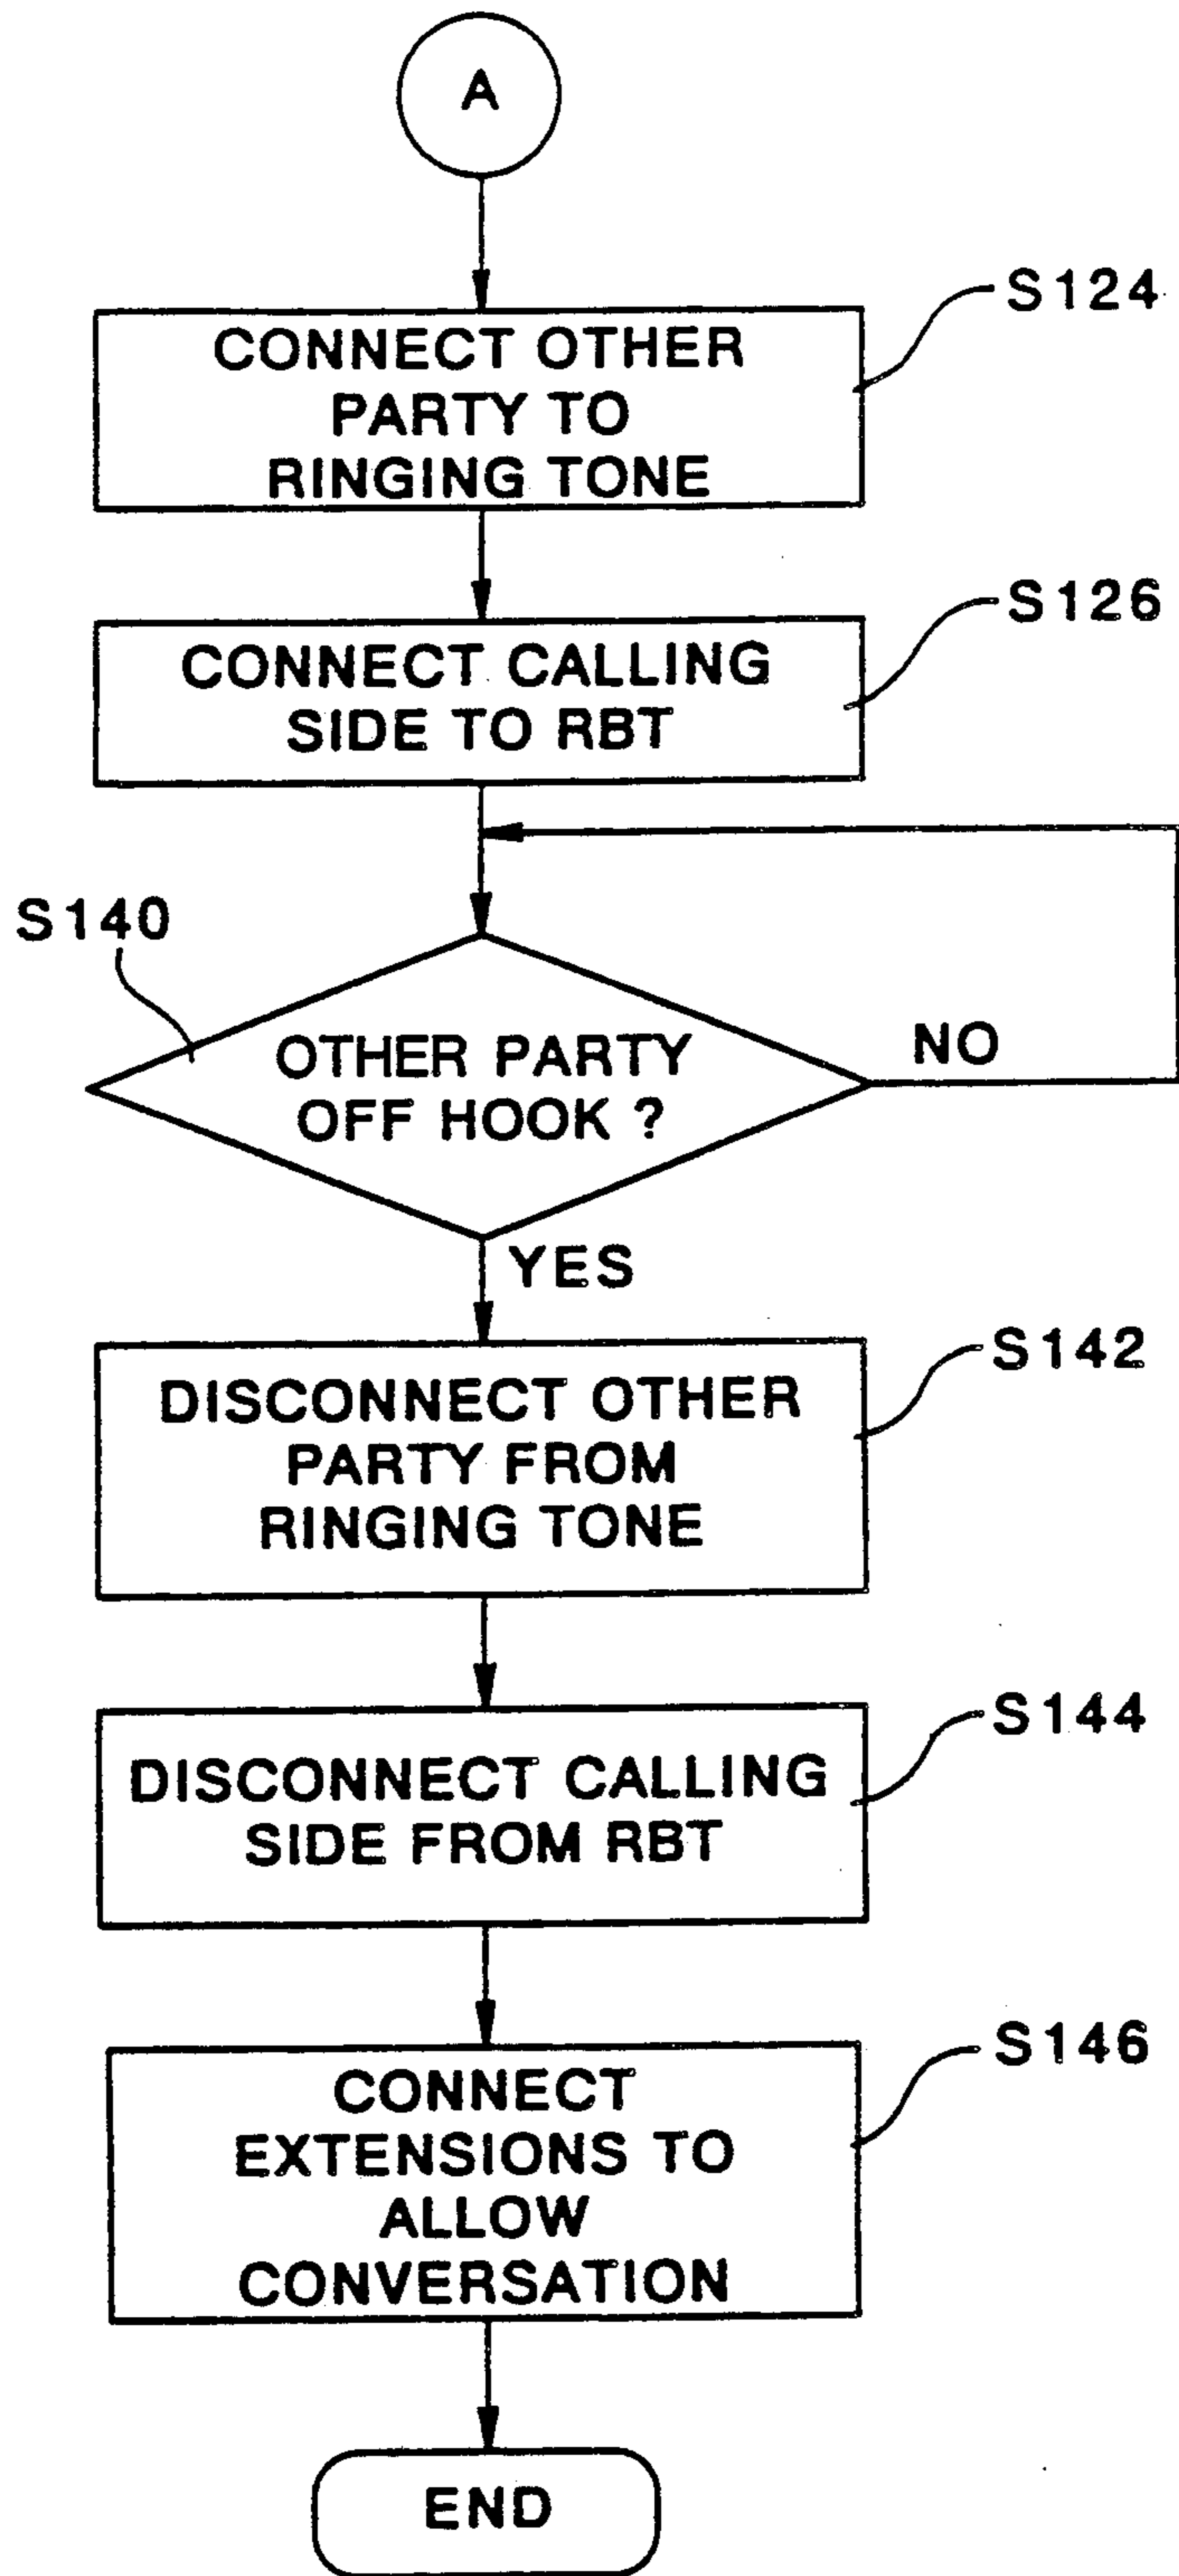 A
S124
CONNECT OTHER
PARTY TO
RINGING TONE
S126
CONNECT CALLING
SIDE TO RBT
S140
OTHER PARTY
OFF HOOK ?
NO
YES
S142
DISCONNECT OTHER
PARTY FROM
RINGING TONE
S144
DISCONNECT CALLING
SIDE FROM RBT
S146
CONNECT
EXTENSIONS TO
ALLOW
CONVERSATION
END